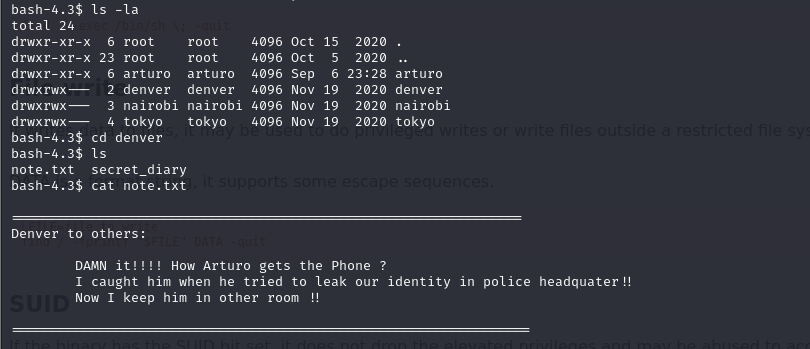 bash-4.3$ ls -la
total 24
drwxr-xr-x  6 root    root    4096 Oct 15  2020 .
drwxr-xr-x 23 root    root    4096 Oct  5  2020 ..
drwxr-xr-x  6 arturo  arturo  4096 Sep  6 23:28 arturo
drwxrwx---  3 denver  denver  4096 Nov 19  2020 denver
drwxrwx---  3 nairobi nairobi 4096 Nov 19  2020 nairobi
drwxrwx---  4 tokyo   tokyo   4096 Nov 19  2020 tokyo
it may be used to do privileged writes or write files outside a restricted file
bash-4.3$ cd denver
bash-4.3$ ls
note.txt  secret_diary
bash-4.3$ cat note.txt
it supports some escape sequences.
Denver to others:
DATA -quit
DAMN it!!!! How Arturo gets the Phone ?
I caught him when he tried to leak our identity in police headquater!!
Now I keep him in other room !!
SUID
If the binary has the SUID bit set, it does not drop the elevated privileges and may be abused to